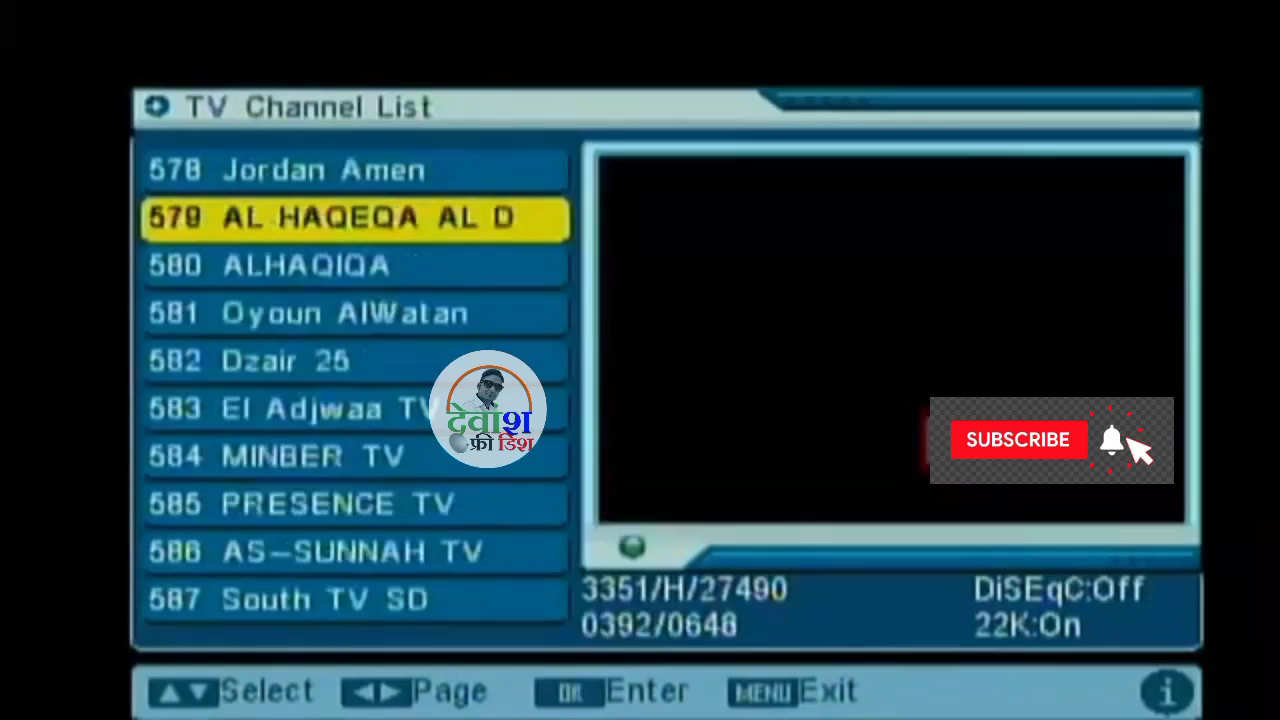 TV Channel List
578 Jordan Amen
579 AL HAQEQA AL D
580 ALHAQIQA
581 Oyoun AlWatan
582 Dzair 25
583 El Adjwaa TV
584 MINBER TV
585 PRESENCE TV
586 AS-SUNNAH TV
587 South TV SD
देवांश
फ्री डिश
SUBSCRIBE
3351/H/27490 DiSEqC:Off
0392/0648 22K:On
Select Page OK Enter MENU Exit